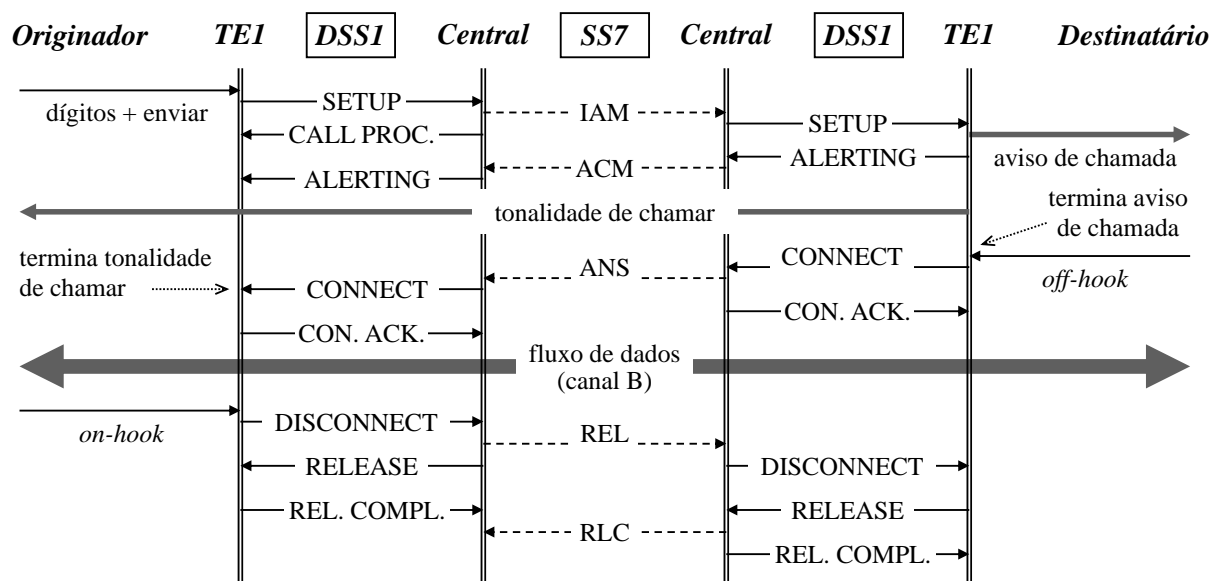 Originador TE1 DSS1 Central SS7 Central DSS1 TE1 Destinatário
dígitos + enviar
SETUP
IAM
SETUP
CALL PROC.
ALERTING
aviso de chamada
ACM
ALERTING
tonalidade de chamar
termina aviso
de chamada
termina tonalidade
de chamar
CONNECT
off-hook
ANS
CONNECT
CON. ACK.
CON. ACK.
fluxo de dados
(canal B)
on-hook
DISCONNECT
REL
RELEASE
DISCONNECT
REL. COMPL.
RELEASE
RLC
REL. COMPL.